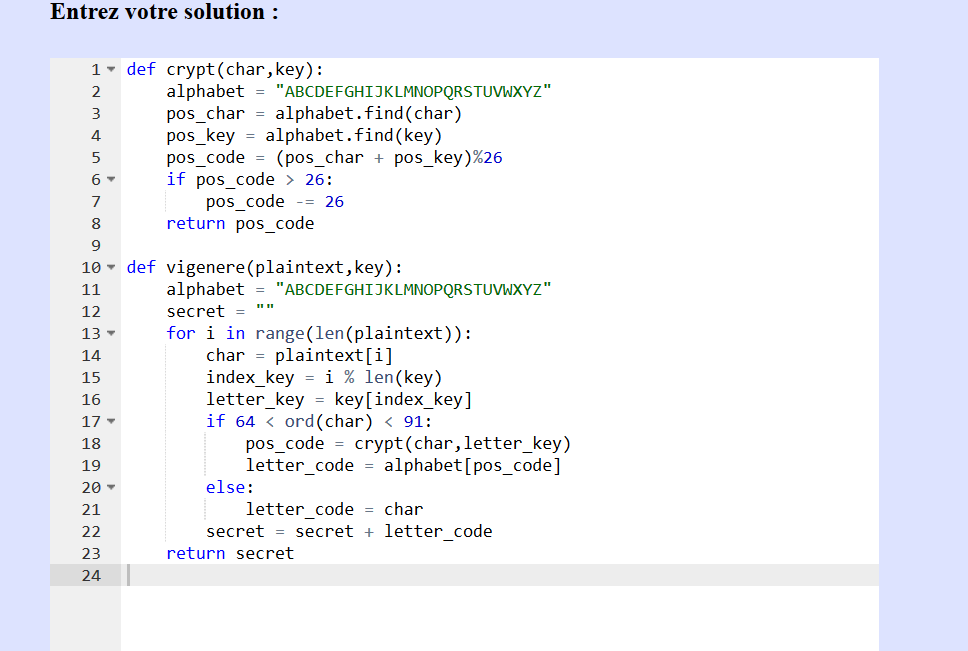 Entrez votre solution :
1 def crypt(char,key):
2     alphabet = "ABCDEFGHIJKLMNOPQRSTUVWXYZ"
3     pos_char = alphabet.find(char)
4     pos_key = alphabet.find(key)
5     pos_code = (pos_char + pos_key)%26
6     if pos_code > 26:
7         pos_code -= 26
8     return pos_code
9
10 def vigenere(plaintext,key):
11     alphabet = "ABCDEFGHIJKLMNOPQRSTUVWXYZ"
12     secret = ""
13     for i in range(len(plaintext)):
14         char = plaintext[i]
15         index_key = i % len(key)
16         letter_key = key[index_key]
17         if 64 < ord(char) < 91:
18             pos_code = crypt(char,letter_key)
19             letter_code = alphabet[pos_code]
20         else:
21             letter_code = char
22         secret = secret + letter_code
23     return secret
24